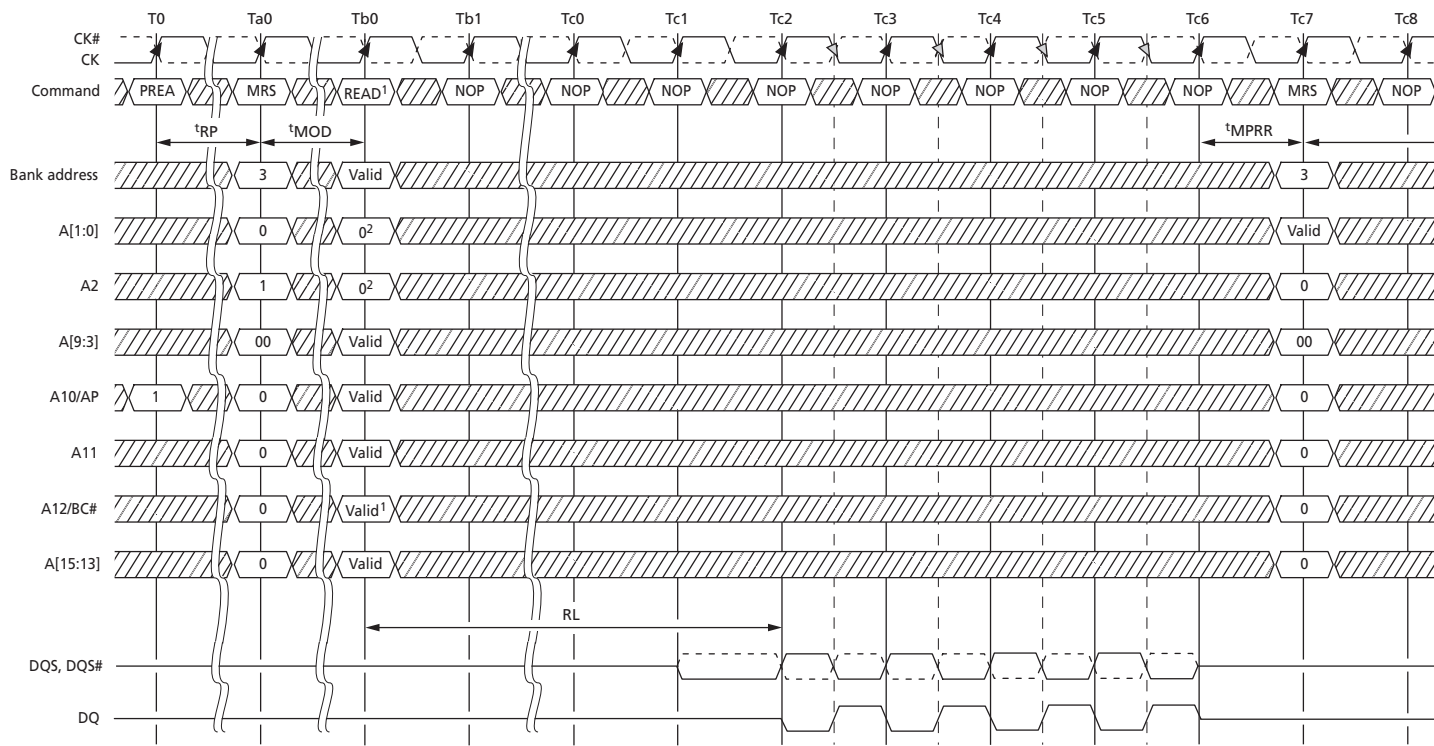 T0 Ta0 Tb0 Tb1 Tc0 Tc1 Tc2 Tc3 Tc4 Tc5 Tc6 Tc7 Tc8
CK#
CK
Command PREA MRS READ¹ NOP NOP NOP NOP NOP NOP NOP NOP MRS NOP
ᵗRP ᵗMOD ᵗMPRR
Bank address 3 Valid 3
A[1:0] 0 0² Valid
A2 1 0² 0
A[9:3] 00 Valid 00
A10/AP 1 0 Valid 0
A11 0 Valid 0
A12/BC# 0 Valid¹ 0
A[15:13] 0 Valid 0
RL
DQS, DQS#
DQ